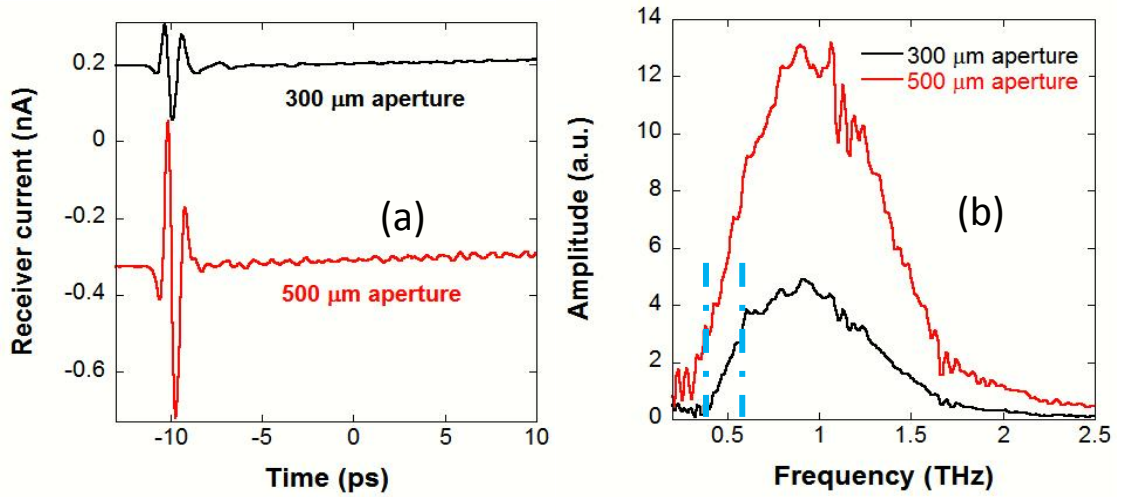 Receiver current (nA)
0.2
0
-0.2
-0.4
-0.6
300 μm aperture
(a)
500 μm aperture
-10
-5
0
5
10
Time (ps)
Amplitude (a.u.)
14
12
10
8
6
4
2
0
300 μm aperture
500 μm aperture
(b)
0.5
1
1.5
2
2.5
Frequency (THz)